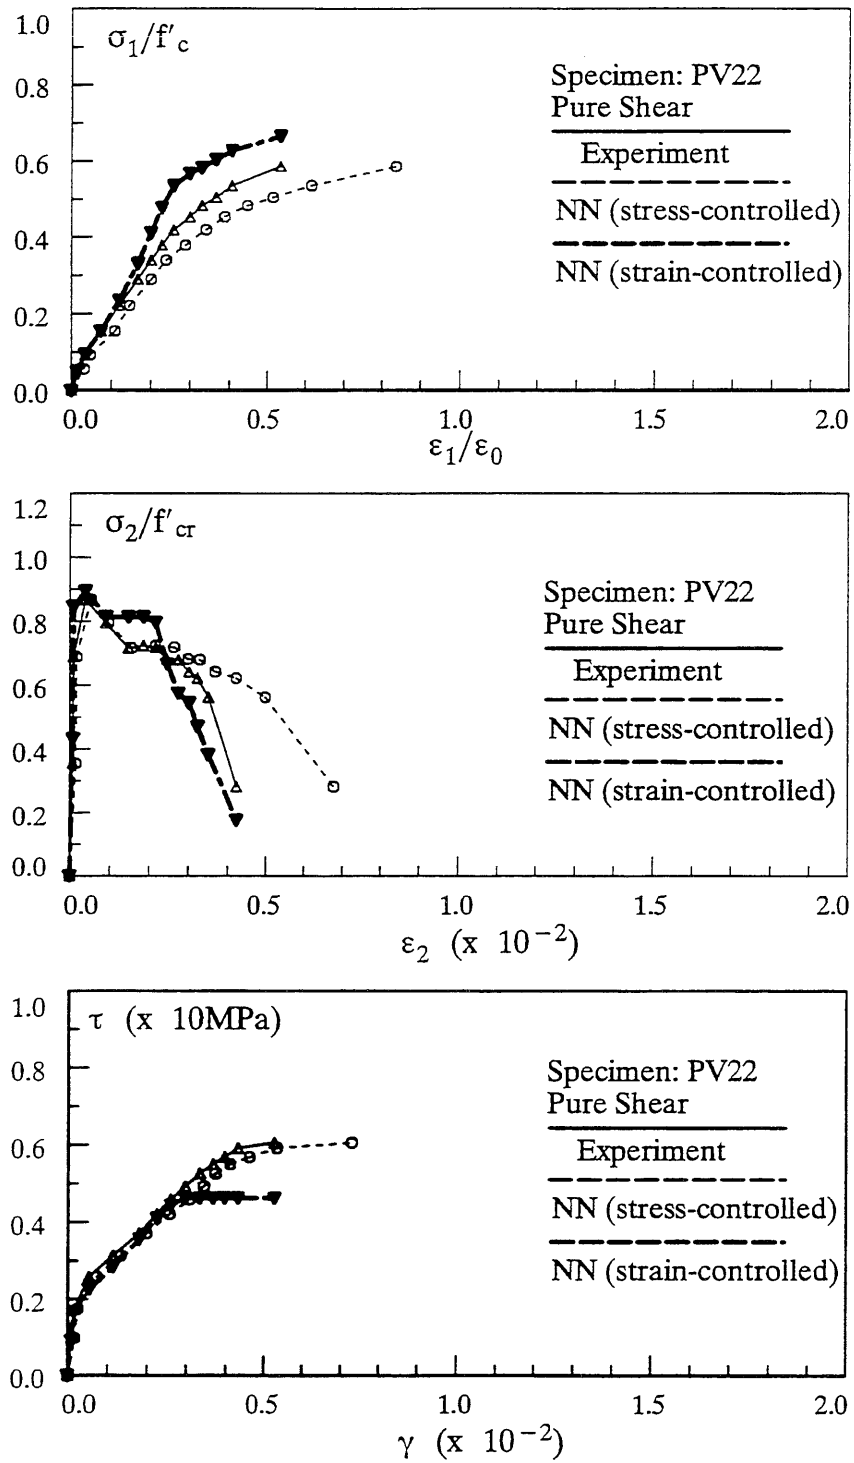 1.0
σ1/f'c
0.8
0.6
0.4
0.2
0.0
Specimen: PV22
Pure Shear
Experiment
NN (stress-controlled)
NN (strain-controlled)
0.0 0.5 1.0 1.5 2.0
ε1/ε0
1.2
σ2/f'cr
1.0
0.8
0.6
0.4
0.2
0.0
Specimen: PV22
Pure Shear
Experiment
NN (stress-controlled)
NN (strain-controlled)
0.0 0.5 1.0 1.5 2.0
ε2 (x 10−2)
1.0
τ (x 10MPa)
0.8
0.6
0.4
0.2
0.0
Specimen: PV22
Pure Shear
Experiment
NN (stress-controlled)
NN (strain-controlled)
0.0 0.5 1.0 1.5 2.0
γ (x 10−2)